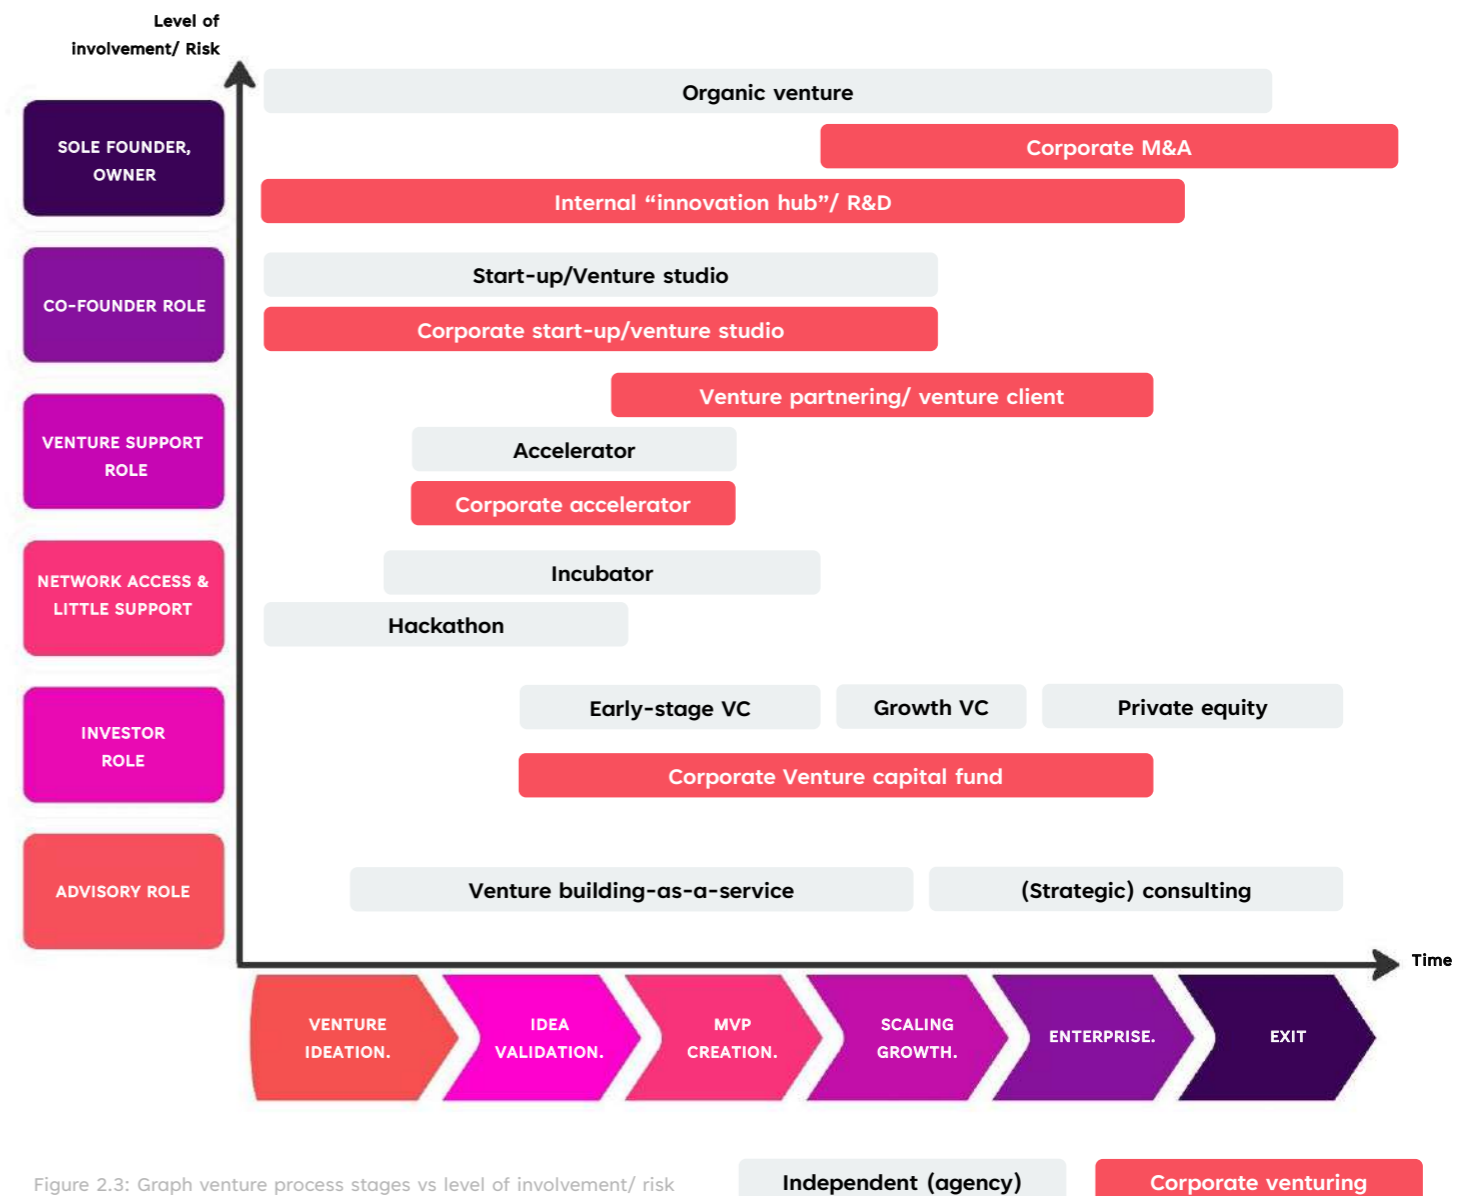 Level of
involvement/ Risk
Organic venture
Corporate M&A
SOLE FOUNDER,
OWNER
Internal “innovation hub”/ R&D
Start-up/Venture studio
CO-FOUNDER ROLE
Corporate start-up/venture studio
Venture partnering/ venture client
VENTURE SUPPORT
ROLE
Accelerator
Corporate accelerator
Incubator
NETWORK ACCESS &
LITTLE SUPPORT
Hackathon
Early-stage VC
Growth VC
Private equity
INVESTOR
ROLE
Corporate Venture capital fund
ADVISORY ROLE
Venture building-as-a-service
(Strategic) consulting
Time
VENTURE
IDEATION.
IDEA
VALIDATION.
MVP
CREATION.
SCALING
GROWTH.
ENTERPRISE.
EXIT
Figure 2.3: Graph venture process stages vs level of involvement/ risk
Independent (agency)
Corporate venturing